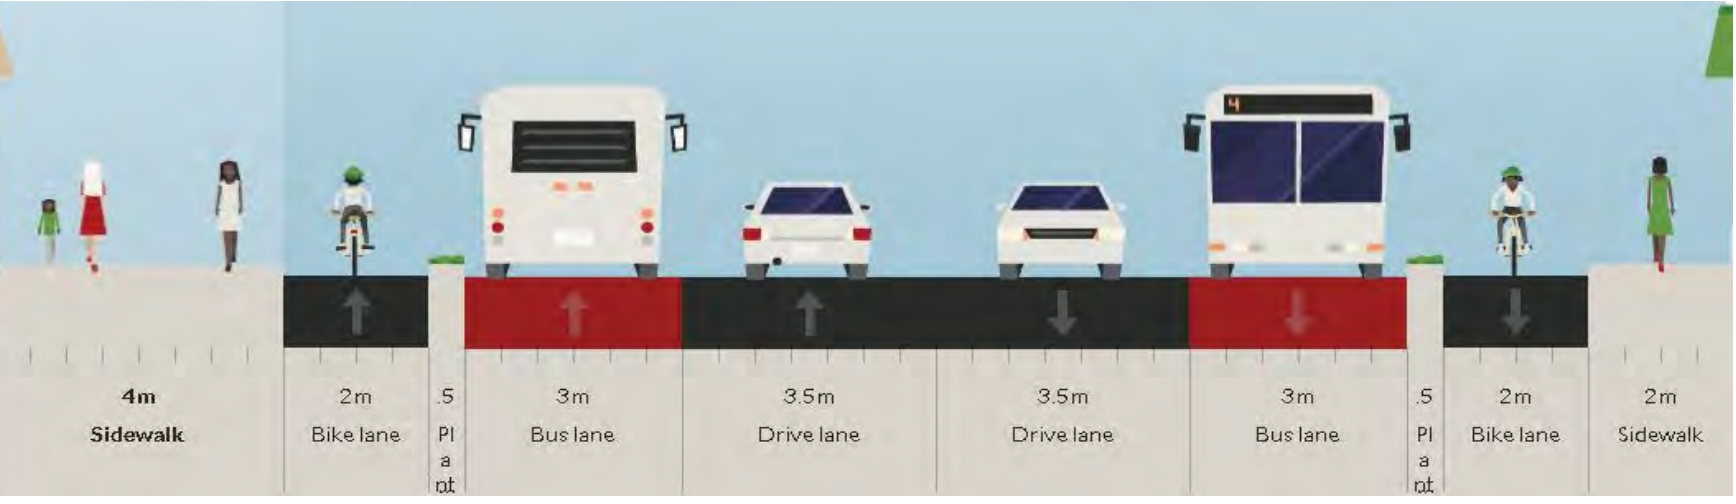 4
4m
Sidewalk
2m
Bike lane
.5
Pl
a
nt
3m
Bus lane
3.5m
Drive lane
3.5m
Drive lane
3m
Bus lane
.5
Pl
a
nt
2m
Bike lane
2m
Sidewalk